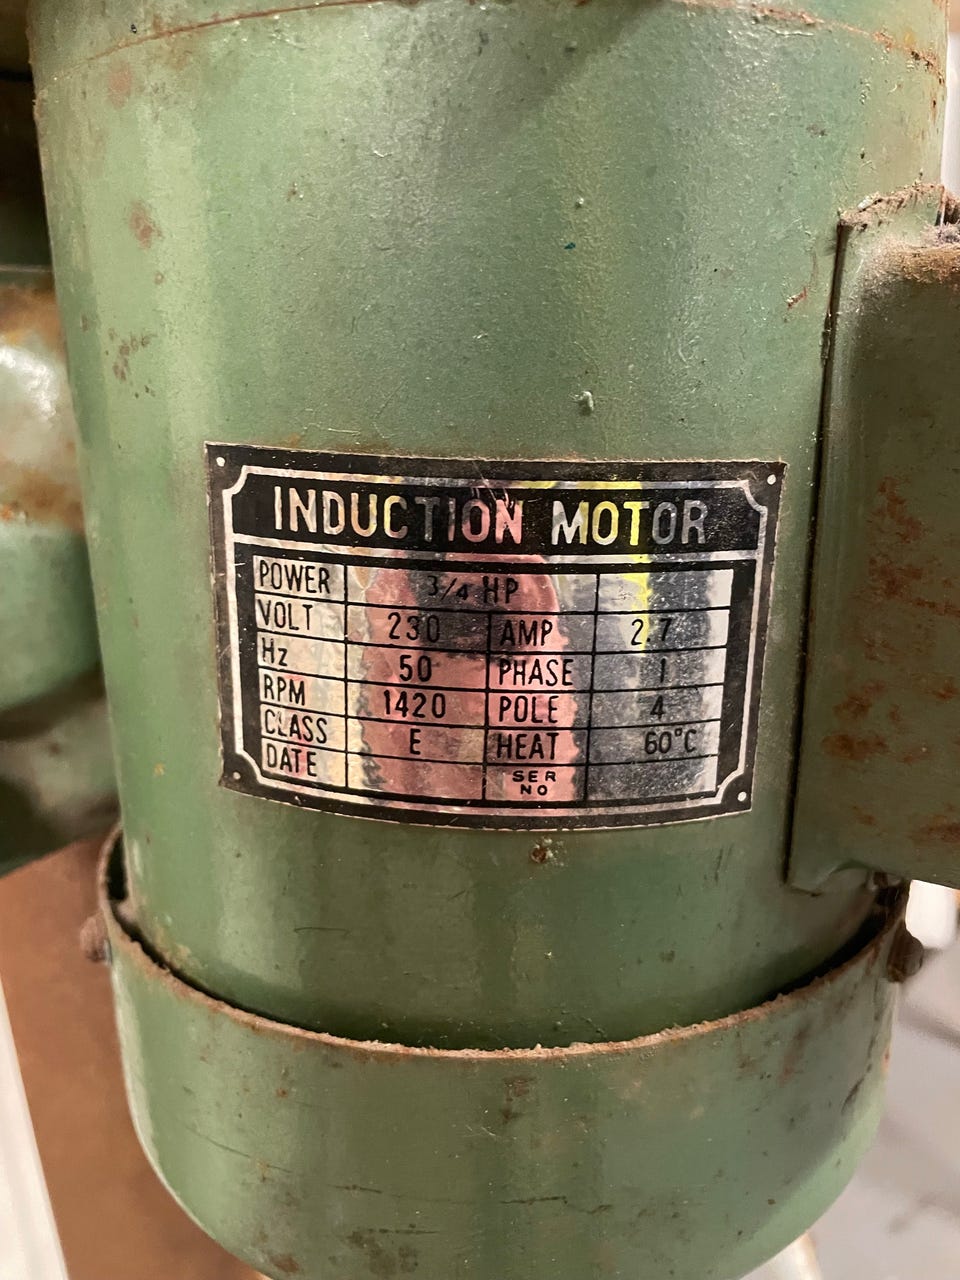 INDUCTION MOTOR
POWER 3/4 HP
VOLT 230 AMP 2.7
Hz 50 PHASE 1
RPM 1420 POLE 4
CLASS E HEAT 60°C
DATE SER NO